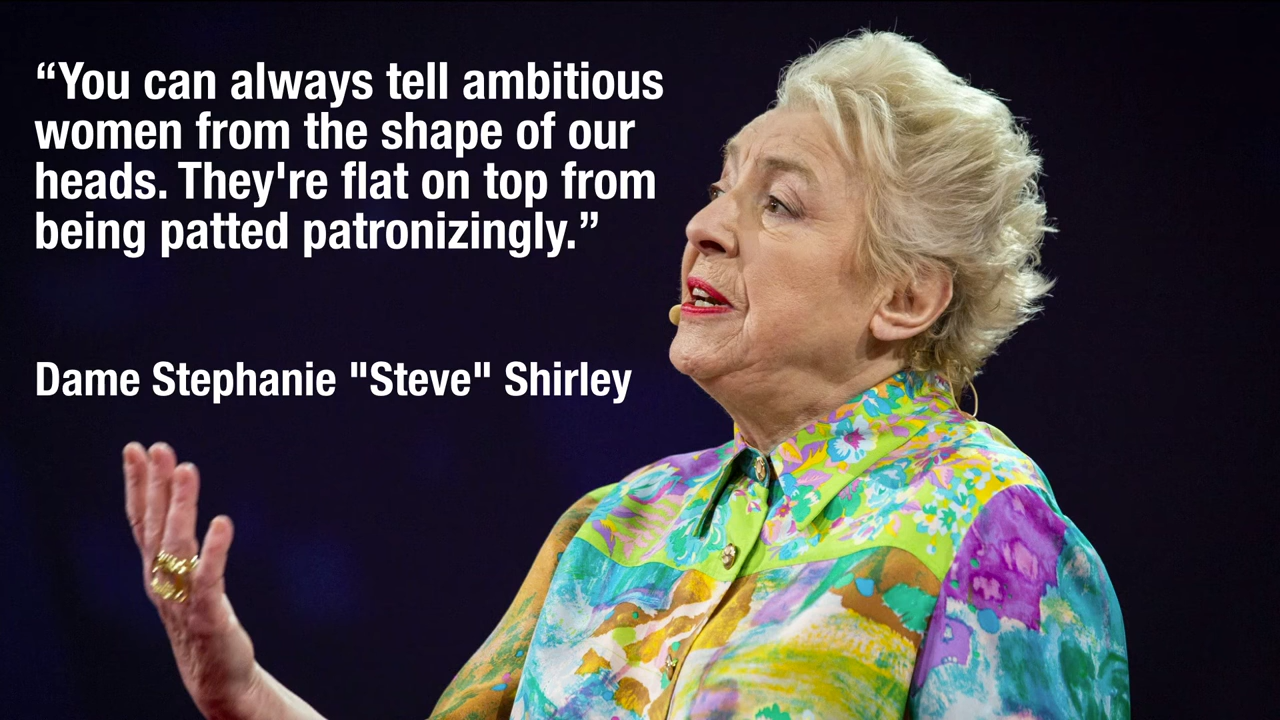 “You can always tell ambitious
women from the shape of our
heads. They're flat on top from
being patted patronizingly.”
Dame Stephanie "Steve" Shirley